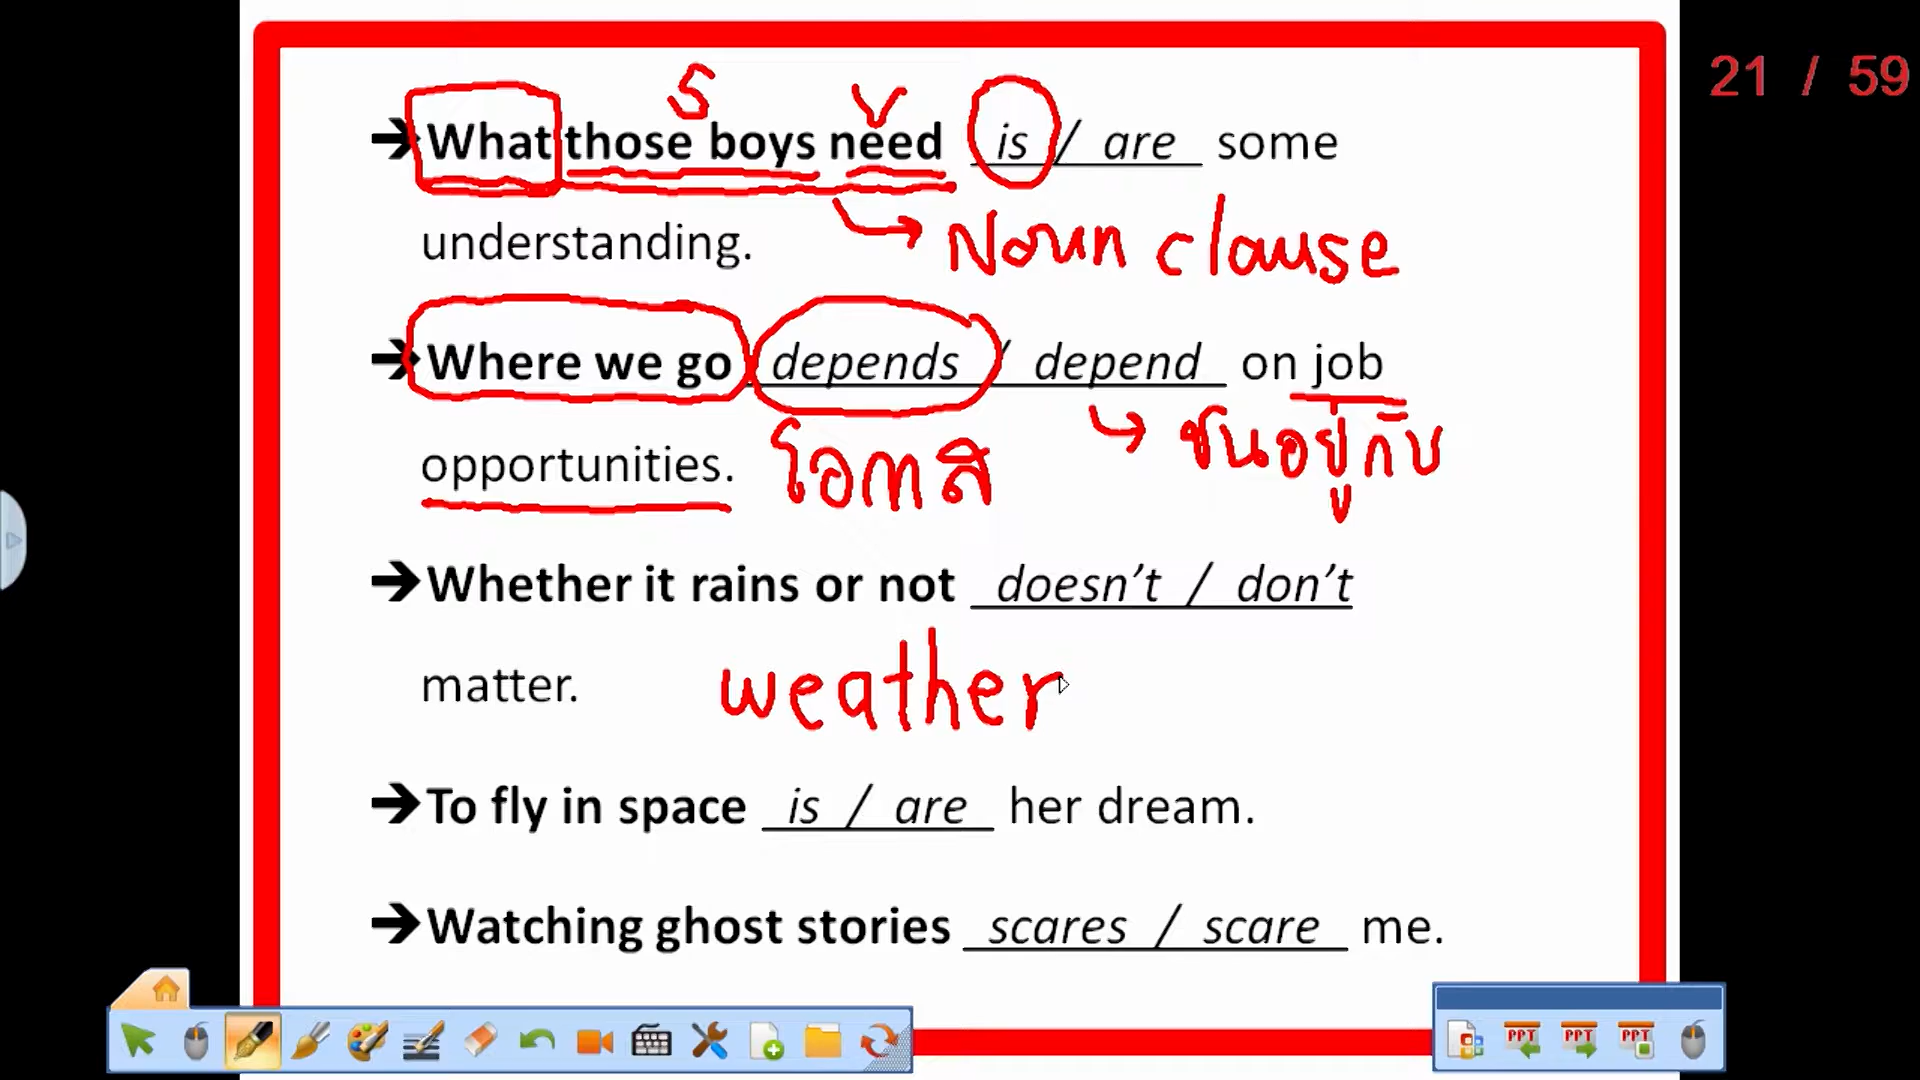 21 / 59
S V
➔What those boys need is / are some
understanding.
Noun clause
➔Where we go depends / depend on job
opportunities.
โอกาส
ขึ้นอยู่กับ
➔Whether it rains or not doesn’t / don’t
matter.
weather
➔To fly in space is / are her dream.
➔Watching ghost stories scares / scare me.
PPT PPT PPT